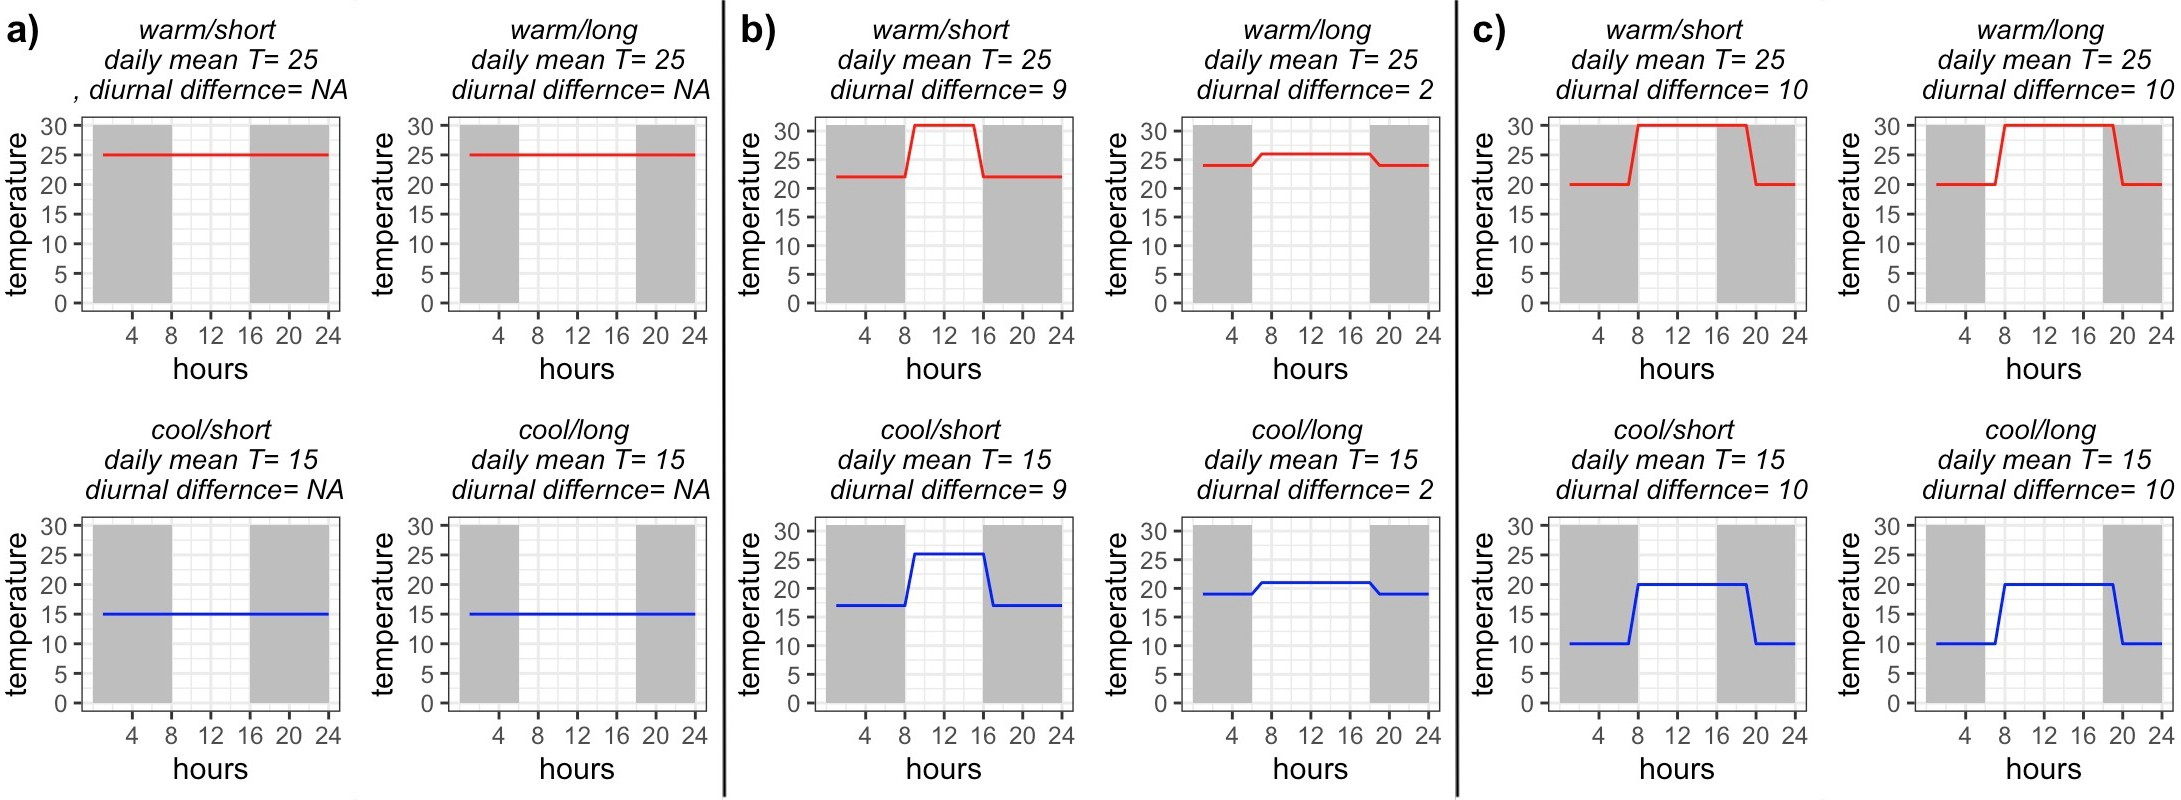 a)
warm/short
daily mean T= 25
, diurnal differnce= NA
temperature
30
25
20
15
10
5
0
4 8 12 16 20 24
hours
warm/long
daily mean T= 25
diurnal differnce= NA
temperature
30
25
20
15
10
5
0
4 8 12 16 20 24
hours
cool/short
daily mean T= 15
diurnal differnce= NA
temperature
30
25
20
15
10
5
0
4 8 12 16 20 24
hours
cool/long
daily mean T= 15
diurnal differnce= NA
temperature
30
25
20
15
10
5
0
4 8 12 16 20 24
hours
b)
warm/short
daily mean T= 25
diurnal differnce= 9
temperature
30
25
20
15
10
5
0
4 8 12 16 20 24
hours
warm/long
daily mean T= 25
diurnal differnce= 2
temperature
30
25
20
15
10
5
0
4 8 12 16 20 24
hours
cool/short
daily mean T= 15
diurnal differnce= 9
temperature
30
25
20
15
10
5
0
4 8 12 16 20 24
hours
cool/long
daily mean T= 15
diurnal differnce= 2
temperature
30
25
20
15
10
5
0
4 8 12 16 20 24
hours
c)
warm/short
daily mean T= 25
diurnal differnce= 10
temperature
30
25
20
15
10
5
0
4 8 12 16 20 24
hours
warm/long
daily mean T= 25
diurnal differnce= 10
temperature
30
25
20
15
10
5
0
4 8 12 16 20 24
hours
cool/short
daily mean T= 15
diurnal differnce= 10
temperature
30
25
20
15
10
5
0
4 8 12 16 20 24
hours
cool/long
daily mean T= 15
diurnal differnce= 10
temperature
30
25
20
15
10
5
0
4 8 12 16 20 24
hours